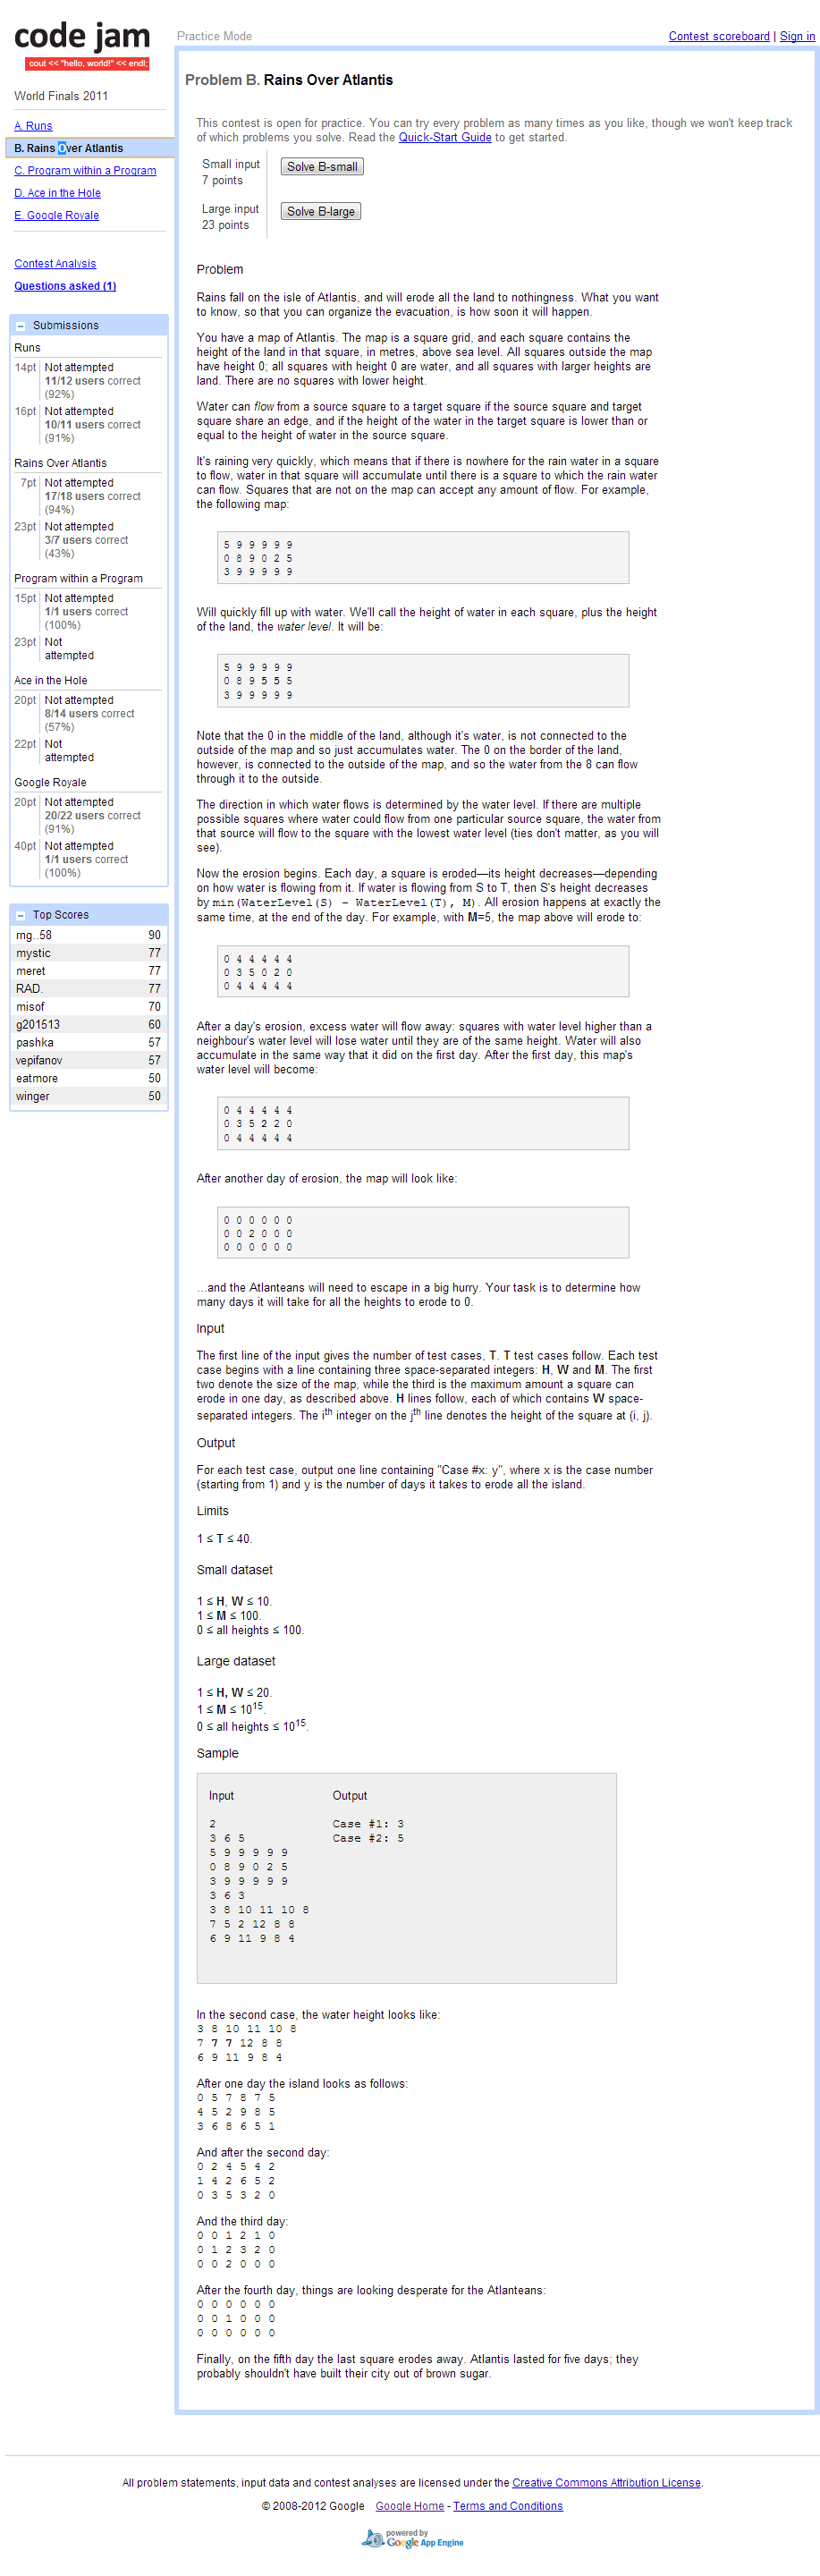 code jam
cout << "hello, world!" << endl;
World Finals 2011
A. Runs
B. Rains Over Atlantis
C. Program within a Program
D. Ace in the Hole
E. Google Royale
Contest Analysis
Questions asked (1)
Submissions
Runs
14pt Not attempted
11/12 users correct
(92%)
16pt Not attempted
10/11 users correct
(91%)
Rains Over Atlantis
7pt Not attempted
17/18 users correct
(94%)
23pt Not attempted
3/7 users correct
(43%)
Program within a Program
15pt Not attempted
1/1 users correct
(100%)
23pt Not
attempted
Ace in the Hole
20pt Not attempted
8/14 users correct
(57%)
22pt Not
attempted
Google Royale
20pt Not attempted
20/22 users correct
(91%)
40pt Not attempted
1/1 users correct
(100%)
Top Scores
rng..58 90
mystic 77
meret 77
RAD. 77
misof 70
g201513 60
pashka 57
vepifanov 57
eatmore 50
winger 50
Practice Mode
Contest scoreboard | Sign in
Problem B. Rains Over Atlantis
This contest is open for practice. You can try every problem as many times as you like, though we won't keep track
of which problems you solve. Read the Quick-Start Guide to get started.
Small input
7 points
Solve B-small
Large input
23 points
Solve B-large
Problem
Rains fall on the isle of Atlantis, and will erode all the land to nothingness. What you want
to know, so that you can organize the evacuation, is how soon it will happen.
You have a map of Atlantis. The map is a square grid, and each square contains the
height of the land in that square, in metres, above sea level. All squares outside the map
have height 0; all squares with height 0 are water, and all squares with larger heights are
land. There are no squares with lower height.
Water can flow from a source square to a target square if the source square and target
square share an edge, and if the height of the water in the target square is lower than or
equal to the height of water in the source square.
It's raining very quickly, which means that if there is nowhere for the rain water in a square
to flow, water in that square will accumulate until there is a square to which the rain water
can flow. Squares that are not on the map can accept any amount of flow. For example,
the following map:
5 9 9 9 9 9
0 8 9 0 2 5
3 9 9 9 9 9
Will quickly fill up with water. We'll call the height of water in each square, plus the height
of the land, the water level. It will be:
5 9 9 9 9 9
0 8 9 5 5 5
3 9 9 9 9 9
Note that the 0 in the middle of the land, although it's water, is not connected to the
outside of the map and so just accumulates water. The 0 on the border of the land,
however, is connected to the outside of the map, and so the water from the 8 can flow
through it to the outside.
The direction in which water flows is determined by the water level. If there are multiple
possible squares where water could flow from one particular source square, the water from
that source will flow to the square with the lowest water level (ties don't matter, as you will
see).
Now the erosion begins. Each day, a square is eroded—its height decreases—depending
on how water is flowing from it. If water is flowing from S to T, then S's height decreases
by min(WaterLevel(S) - WaterLevel(T), M). All erosion happens at exactly the
same time, at the end of the day. For example, with M=5, the map above will erode to:
0 4 4 4 4 4
0 3 5 0 2 0
0 4 4 4 4 4
After a day's erosion, excess water will flow away: squares with water level higher than a
neighbour's water level will lose water until they are of the same height. Water will also
accumulate in the same way that it did on the first day. After the first day, this map's
water level will become:
0 4 4 4 4 4
0 3 5 2 2 0
0 4 4 4 4 4
After another day of erosion, the map will look like:
0 0 0 0 0 0
0 0 2 0 0 0
0 0 0 0 0 0
...and the Atlanteans will need to escape in a big hurry. Your task is to determine how
many days it will take for all the heights to erode to 0.
Input
The first line of the input gives the number of test cases, T. T test cases follow. Each test
case begins with a line containing three space-separated integers: H, W and M. The first
two denote the size of the map, while the third is the maximum amount a square can
erode in one day, as described above. H lines follow, each of which contains W space-
separated integers. The ith integer on the jth line denotes the height of the square at (i, j).
Output
For each test case, output one line containing "Case #x: y", where x is the case number
(starting from 1) and y is the number of days it takes to erode all the island.
Limits
1 ≤ T ≤ 40.
Small dataset
1 ≤ H, W ≤ 10.
1 ≤ M ≤ 100.
0 ≤ all heights ≤ 100.
Large dataset
1 ≤ H, W ≤ 20.
1 ≤ M ≤ 10^15.
0 ≤ all heights ≤ 10^15.
Sample
Input Output
2 Case #1: 3
3 6 5 Case #2: 5
5 9 9 9 9 9
0 8 9 0 2 5
3 9 9 9 9 9
3 6 3
3 8 10 11 10 8
7 5 2 12 8 8
6 9 11 9 8 4
In the second case, the water height looks like:
3 8 10 11 10 8
7 7 7 12 8 8
6 9 11 9 8 4
After one day the island looks as follows:
0 5 7 8 7 5
4 5 2 9 8 5
3 6 8 6 5 1
And after the second day:
0 2 4 5 4 2
1 4 2 6 5 2
0 3 5 3 2 0
And the third day:
0 0 1 2 1 0
0 1 2 3 2 0
0 0 2 0 0 0
After the fourth day, things are looking desperate for the Atlanteans:
0 0 0 0 0 0
0 0 1 0 0 0
0 0 0 0 0 0
Finally, on the fifth day the last square erodes away. Atlantis lasted for five days; they
probably shouldn't have built their city out of brown sugar.
All problem statements, input data and contest analyses are licensed under the Creative Commons Attribution License.
© 2008-2012 Google Google Home - Terms and Conditions
powered by
Google App Engine